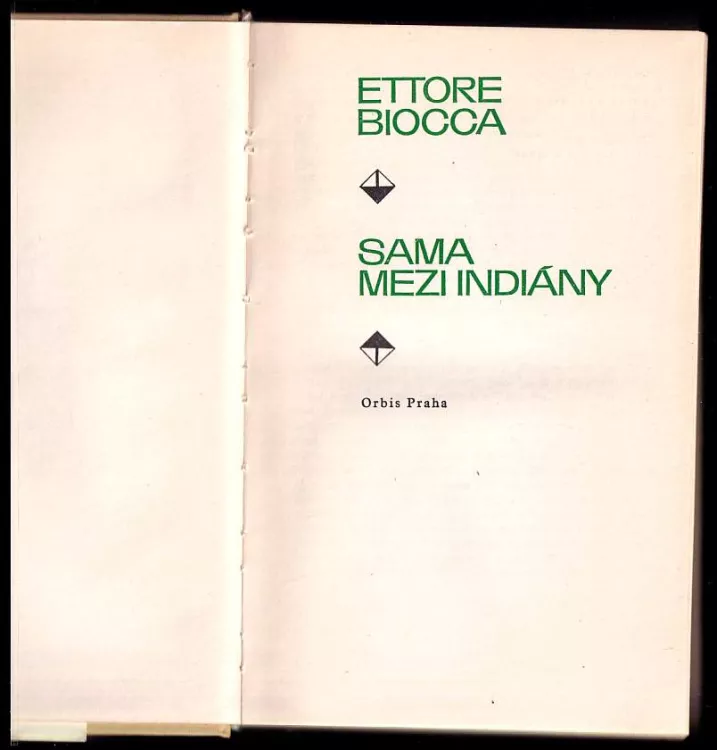 ETTORE
BIOCCA
SAMA
MEZI INDIÁNY
Orbis Praha